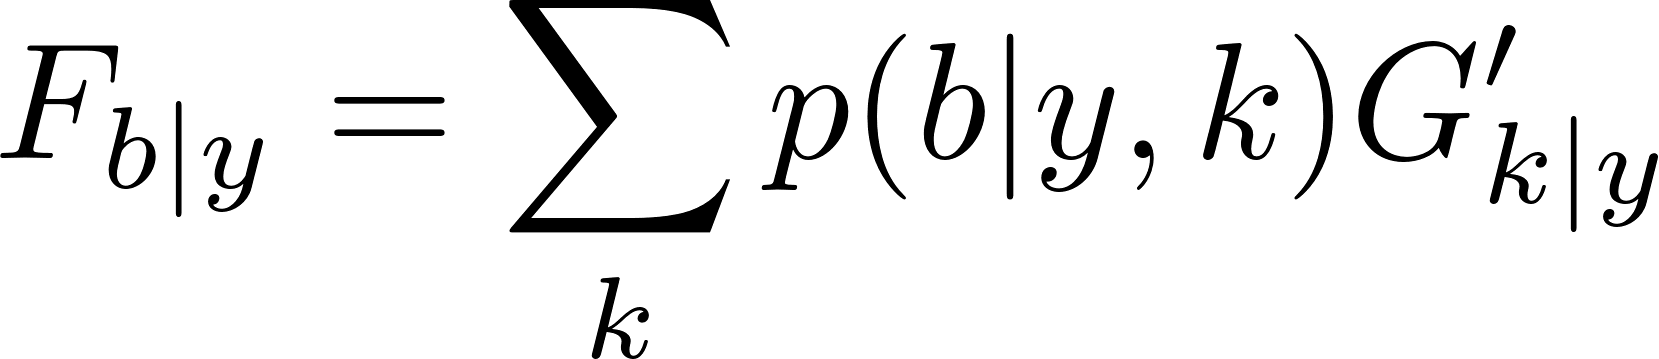 F_{b|y} = \sum_{k} p(b|y, k) G'_{k|y}